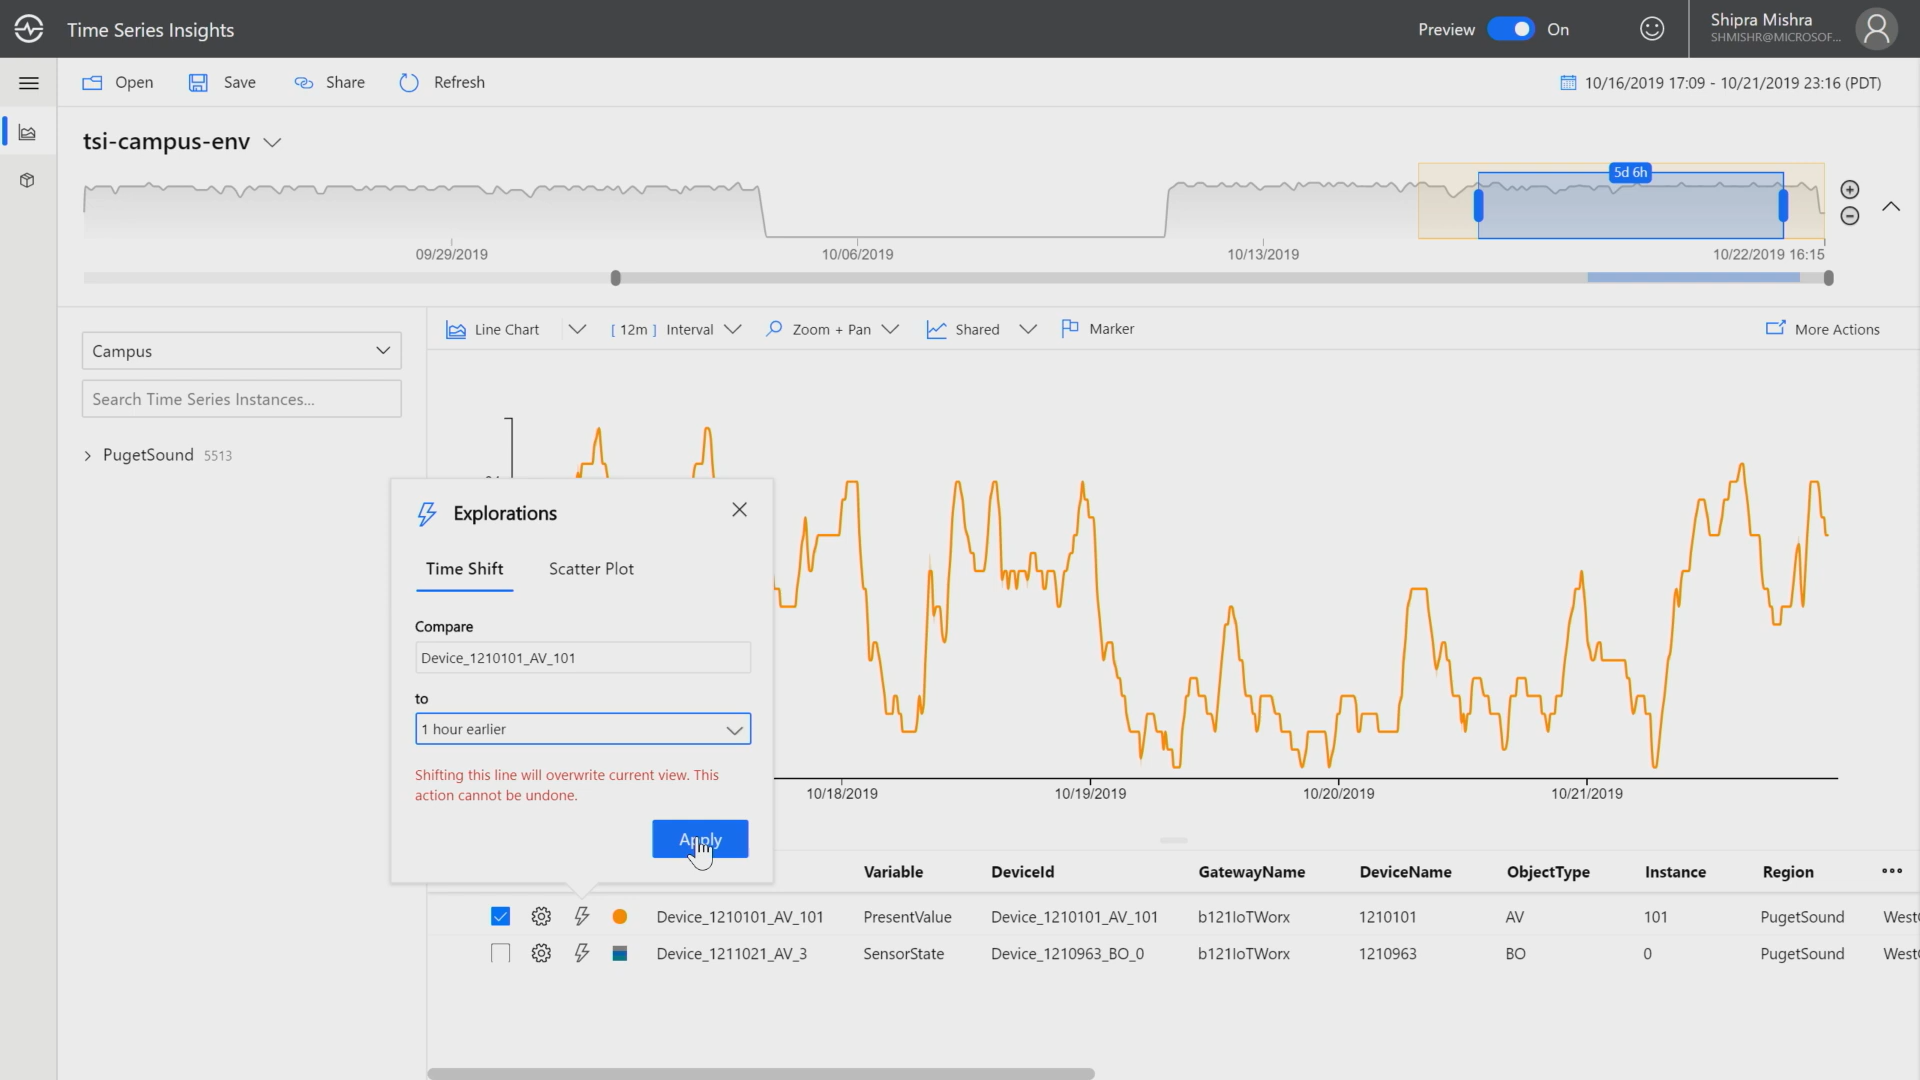 Time Series Insights
Preview On
Shipra Mishra
SHMISHR@MICROSOF...
Open Save Share Refresh
10/16/2019 17:09 - 10/21/2019 23:16 (PDT)
tsi-campus-env
5d 6h
09/29/2019 10/06/2019 10/13/2019 10/22/2019 16:15
Campus
Search Time Series Instances...
PugetSound 5513
Line Chart [ 12m ] Interval Zoom + Pan Shared Marker More Actions
Explorations
Time Shift Scatter Plot
Compare
Device_1210101_AV_101
to
1 hour earlier
Shifting this line will overwrite current view. This
action cannot be undone.
Apply
10/18/2019 10/19/2019 10/20/2019 10/21/2019
Variable DeviceId GatewayName DeviceName ObjectType Instance Region
Device_1210101_AV_101 PresentValue Device_1210101_AV_101 b121IoTWorx 1210101 AV 101 PugetSound
Device_1211021_AV_3 SensorState Device_1210963_BO_0 b121IoTWorx 1210963 BO 0 PugetSound